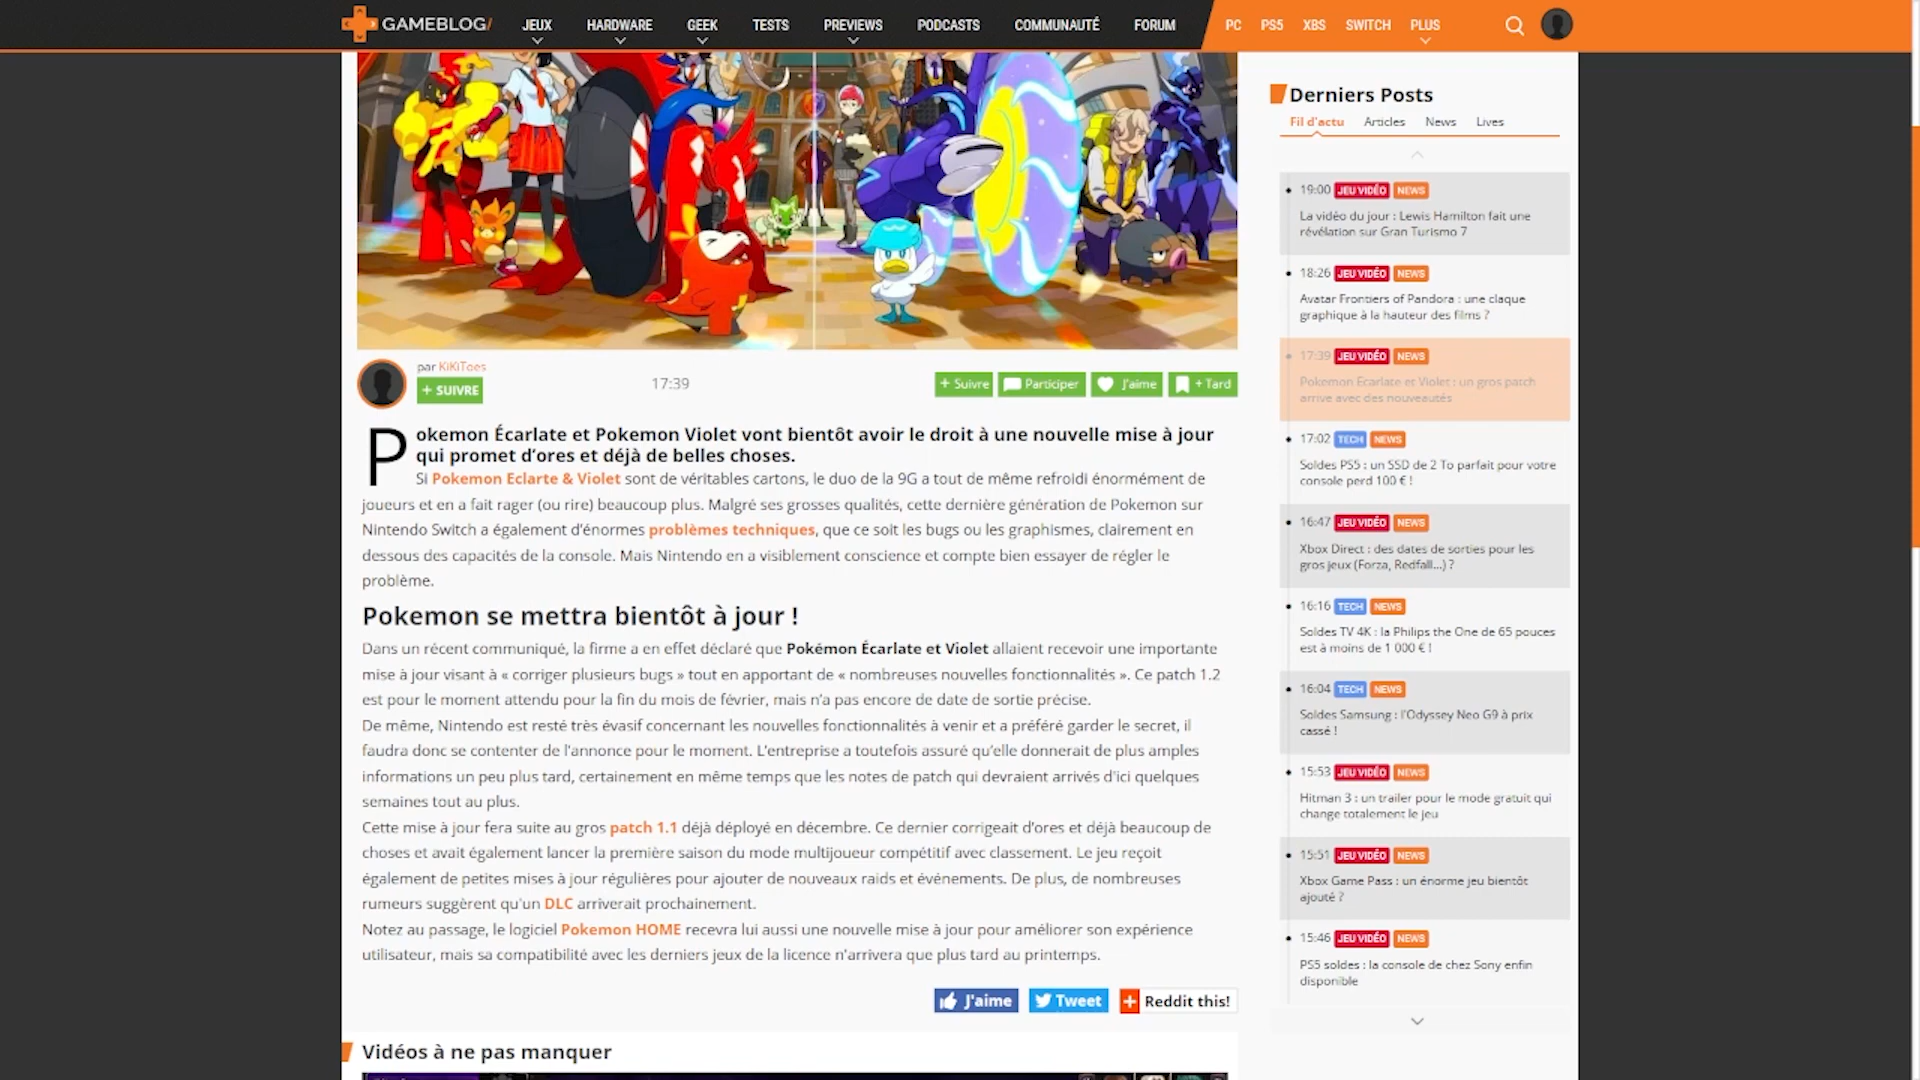 GAMEBLOG/
JEUX HARDWARE GEEK TESTS PREVIEWS PODCASTS COMMUNAUTÉ FORUM PC PS5 XBS SWITCH PLUS
par KiKiToes
+ SUIVRE
17:39
+ Suivre Participer J'aime + Tard
Pokemon Écarlate et Pokemon Violet vont bientôt avoir le droit à une nouvelle mise à jour
qui promet d’ores et déjà de belles choses.
Si Pokemon Eclarte & Violet sont de véritables cartons, le duo de la 9G a tout de même refroidi énormément de
joueurs et en a fait rager (ou rire) beaucoup plus. Malgré ses grosses qualités, cette dernière génération de Pokemon sur
Nintendo Switch a également d'énormes problèmes techniques, que ce soit les bugs ou les graphismes, clairement en
dessous des capacités de la console. Mais Nintendo en a visiblement conscience et compte bien essayer de régler le
problème.
Pokemon se mettra bientôt à jour !
Dans un récent communiqué, la firme a en effet déclaré que Pokémon Écarlate et Violet allaient recevoir une importante
mise à jour visant à « corriger plusieurs bugs » tout en apportant de « nombreuses nouvelles fonctionnalités ». Ce patch 1.2
est pour le moment attendu pour la fin du mois de février, mais n’a pas encore de date de sortie précise.
De même, Nintendo est resté très évasif concernant les nouvelles fonctionnalités à venir et a préféré garder le secret, il
faudra donc se contenter de l'annonce pour le moment. L'entreprise a toutefois assuré qu’elle donnerait de plus amples
informations un peu plus tard, certainement en même temps que les notes de patch qui devraient arrivés d'ici quelques
semaines tout au plus.
Cette mise à jour fera suite au gros patch 1.1 déjà déployé en décembre. Ce dernier corrigeait d'ores et déjà beaucoup de
choses et avait également lancer la première saison du mode multijoueur compétitif avec classement. Le jeu reçoit
également de petites mises à jour régulières pour ajouter de nouveaux raids et événements. De plus, de nombreuses
rumeurs suggèrent qu'un DLC arriverait prochainement.
Notez au passage, le logiciel Pokemon HOME recevra lui aussi une nouvelle mise à jour pour améliorer son expérience
utilisateur, mais sa compatibilité avec les derniers jeux de la licence n'arrivera que plus tard au printemps.
J'aime Tweet Reddit this!
Vidéos à ne pas manquer
Derniers Posts
Fil d'actu Articles News Lives
19:00 JEU VIDÉO NEWS
La vidéo du jour : Lewis Hamilton fait une
révélation sur Gran Turismo 7
18:26 JEU VIDÉO NEWS
Avatar Frontiers of Pandora : une claque
graphique à la hauteur des films ?
17:39 JEU VIDÉO NEWS
Pokemon Ecarlate et Violet : un gros patch
arrive avec des nouveautés
17:02 TECH NEWS
Soldes PS5 : un SSD de 2 To parfait pour votre
console perd 100 € !
16:47 JEU VIDÉO NEWS
Xbox Direct : des dates de sorties pour les
gros jeux (Forza, Redfall...) ?
16:16 TECH NEWS
Soldes TV 4K : la Philips the One de 65 pouces
est à moins de 1 000 € !
16:04 TECH NEWS
Soldes Samsung : l'Odyssey Neo G9 à prix
cassé !
15:53 JEU VIDÉO NEWS
Hitman 3 : un trailer pour le mode gratuit qui
change totalement le jeu
15:51 JEU VIDÉO NEWS
Xbox Game Pass : un énorme jeu bientôt
ajouté ?
15:46 JEU VIDÉO NEWS
PS5 soldes : la console de chez Sony enfin
disponible